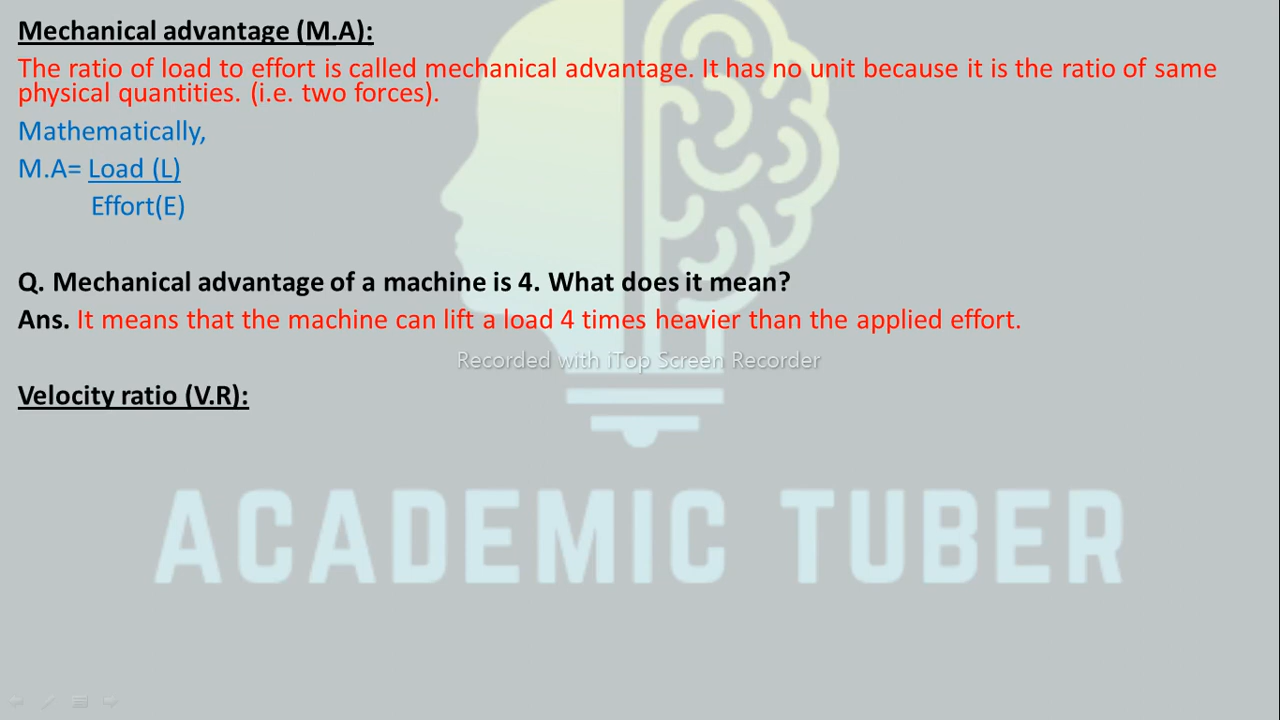 Mechanical advantage (M.A):
The ratio of load to effort is called mechanical advantage. It has no unit because it is the ratio of same
physical quantities. (i.e. two forces).
Mathematically,
M.A= Load (L)
Effort(E)
Q. Mechanical advantage of a machine is 4. What does it mean?
Ans. It means that the machine can lift a load 4 times heavier than the applied effort.
Recorded with iTop Screen Recorder
Velocity ratio (V.R):
ACADEMIC TUBER